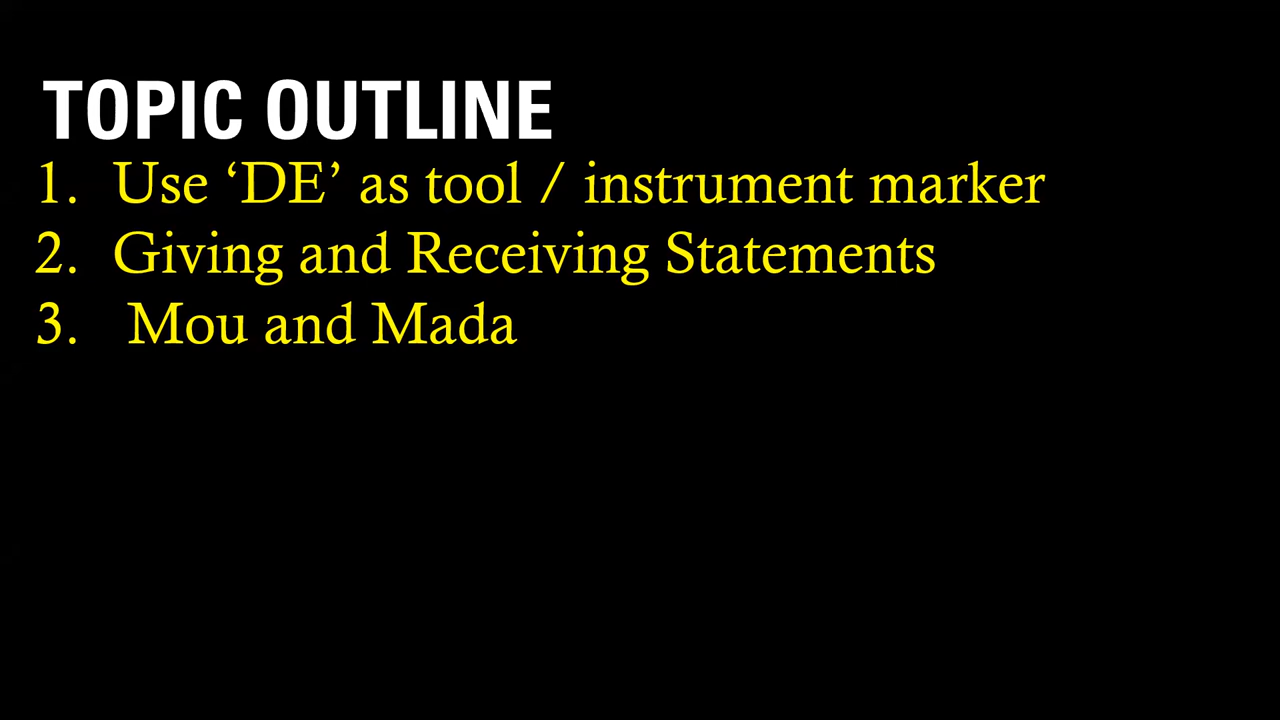 TOPIC OUTLINE
1. Use ‘DE’ as tool / instrument marker
2. Giving and Receiving Statements
3. Mou and Mada